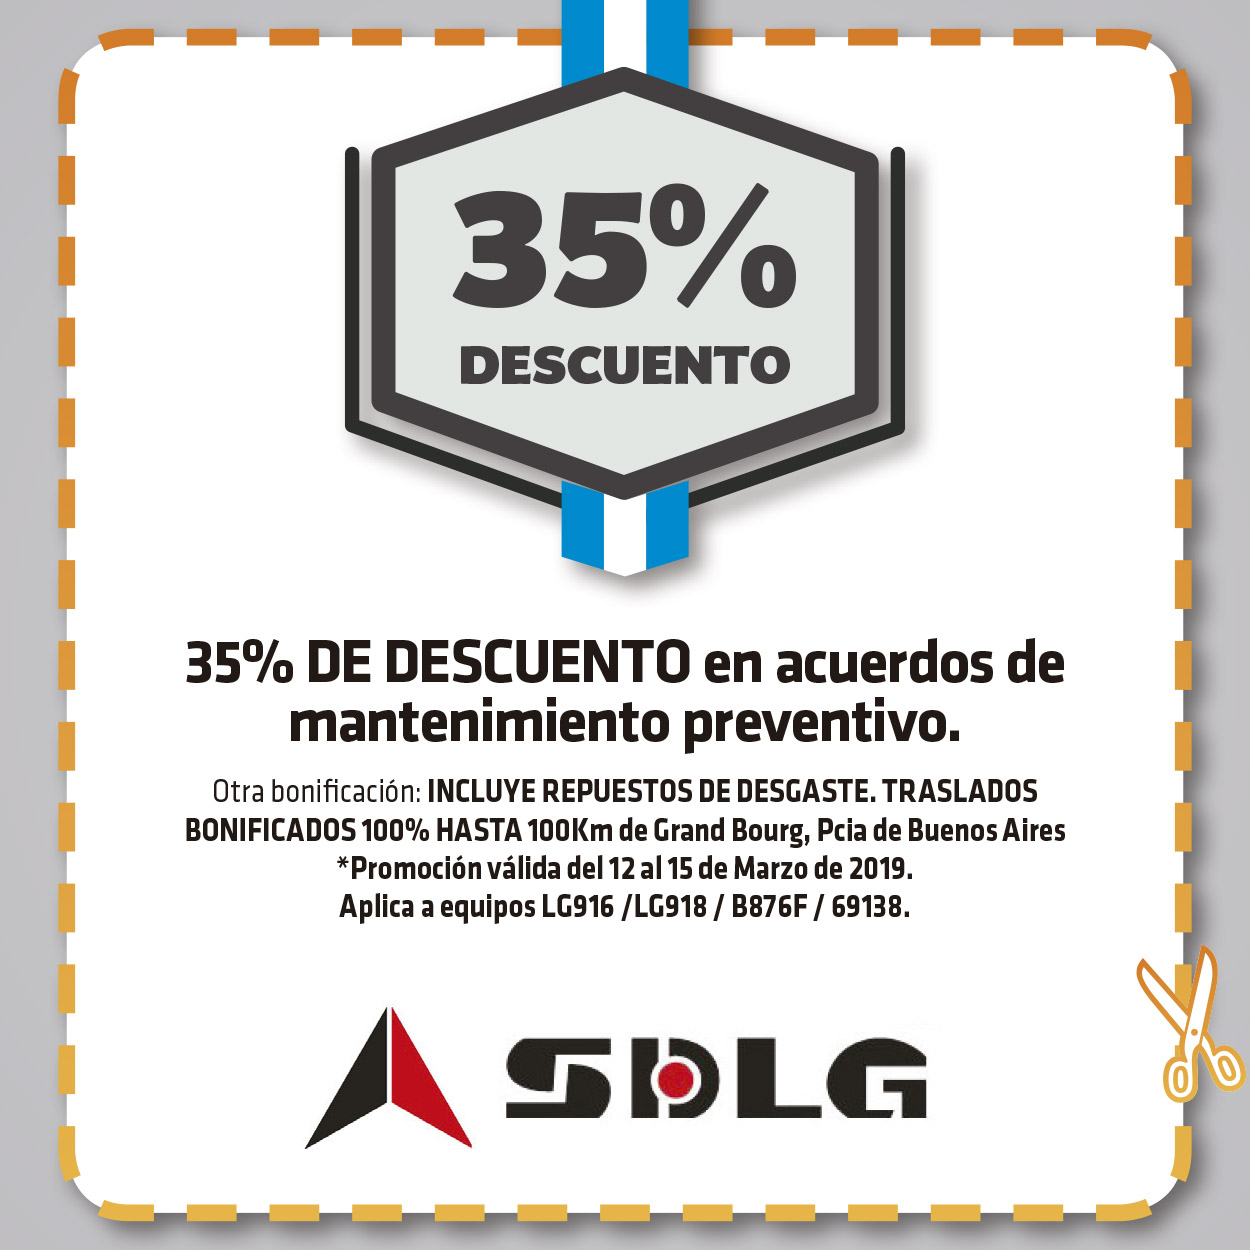 35%
DESCUENTO
35% DE DESCUENTO en acuerdos de
mantenimiento preventivo.
Otra bonificación: INCLUYE REPUESTOS DE DESGASTE. TRASLADOS
BONIFICADOS 100% HASTA 100Km de Grand Bourg, Pcia de Buenos Aires
*Promoción válida del 12 al 15 de Marzo de 2019.
Aplica a equipos LG916 /LG918 / B876F / 69138.
SDLG